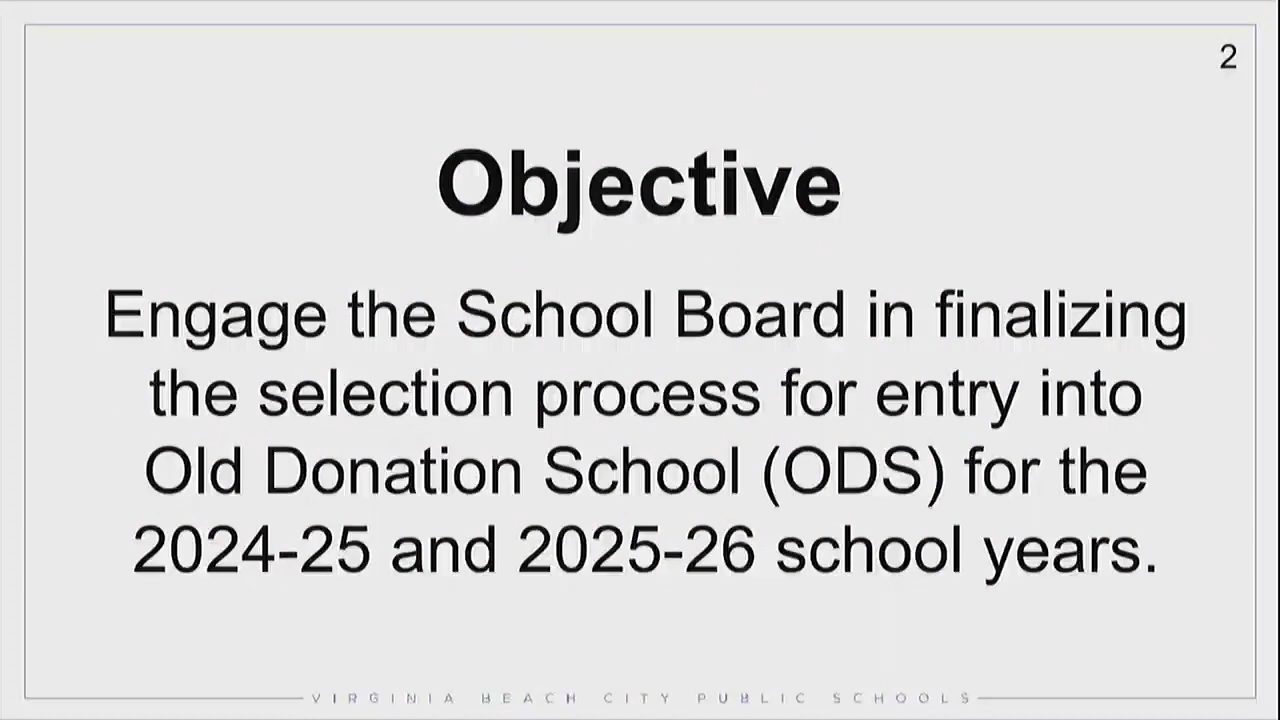 2
Objective
Engage the School Board in finalizing
the selection process for entry into
Old Donation School (ODS) for the
2024-25 and 2025-26 school years.
VIRGINIA BEACH CITY PUBLIC SCHOOLS